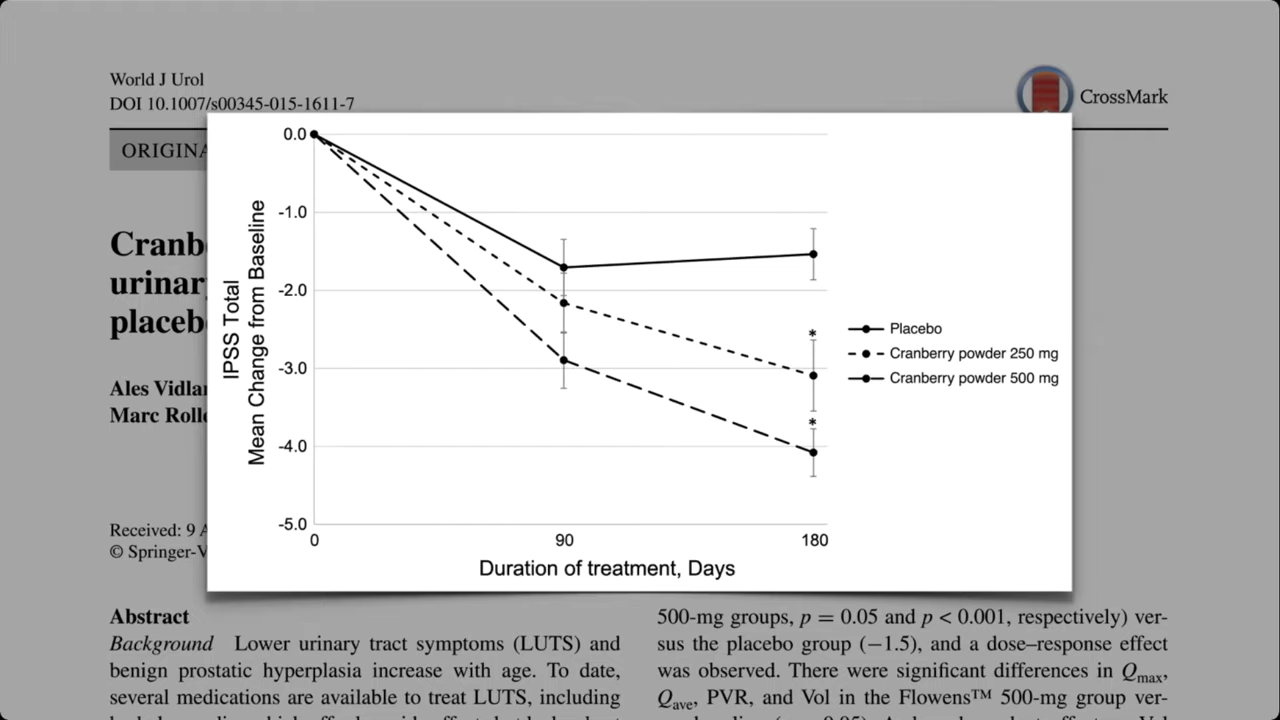 World J Urol
DOI 10.1007/s00345-015-1611-7
CrossMark
ORIGINA
Cranb
urinar
placeb
Ales Vidlar
Marc Roll
Received: 9 A
© Springer-V
0.0
-1.0
-2.0
-3.0
-4.0
-5.0
IPSS Total
Mean Change from Baseline
*
*
0 90 180
Duration of treatment, Days
Placebo
Cranberry powder 250 mg
Cranberry powder 500 mg
Abstract
Background Lower urinary tract symptoms (LUTS) and
benign prostatic hyperplasia increase with age. To date,
several medications are available to treat LUTS, including
500-mg groups, p = 0.05 and p < 0.001, respectively) ver-
sus the placebo group (−1.5), and a dose–response effect
was observed. There were significant differences in Qmax,
Qave, PVR, and Vol in the Flowens™ 500-mg group ver-